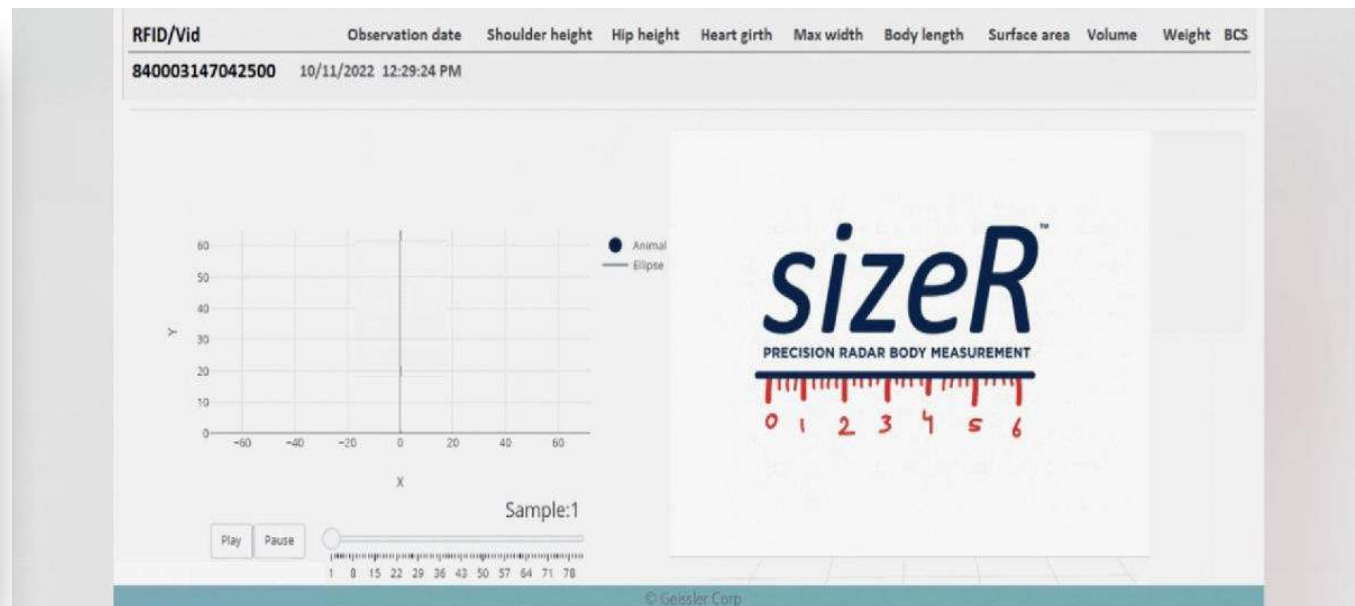 RFID/Vid Observation date Shoulder height Hip height Heart girth Max width Body length Surface area Volume Weight BCS
840003147042500 10/11/2022 12:29:24 PM
60
50
40
30
20
10
0
Y
-60 -40 -20 0 20 40 60
X
Animal
Ellipse
sizeR™
PRECISION RADAR BODY MEASUREMENT
0 1 2 3 4 5 6
Sample:1
Play Pause
1 8 15 22 29 36 43 50 57 64 71 78
© Geissler Corp